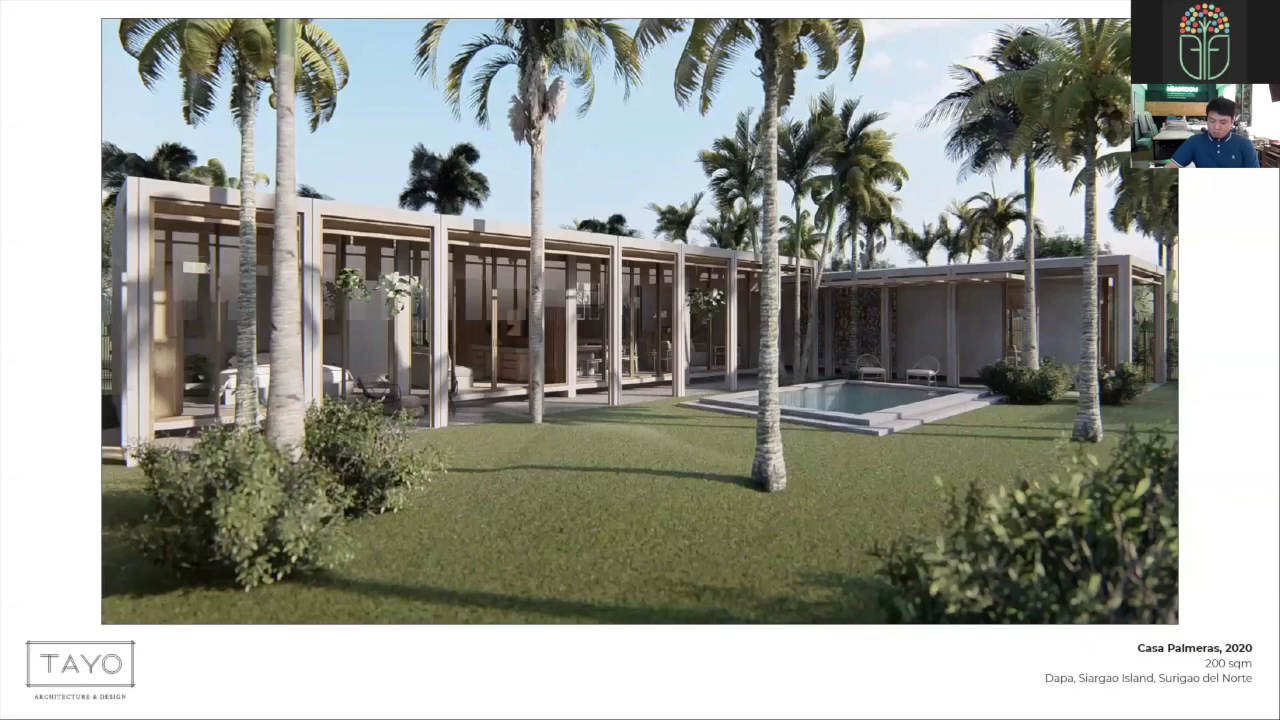 TAYO
ARCHITECTURE & DESIGN
Casa Palmeras, 2020
200 sqm
Dapa, Siargao Island, Surigao del Norte